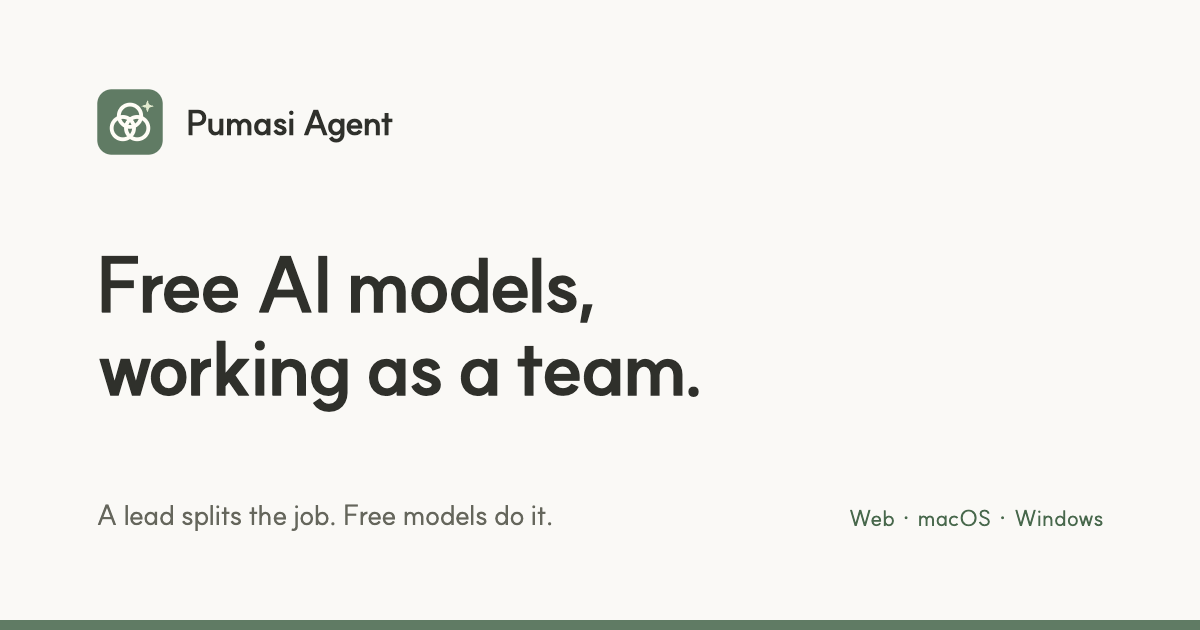 Pumasi Agent
Free AI models,
working as a team.
A lead splits the job. Free models do it.
Web · macOS · Windows